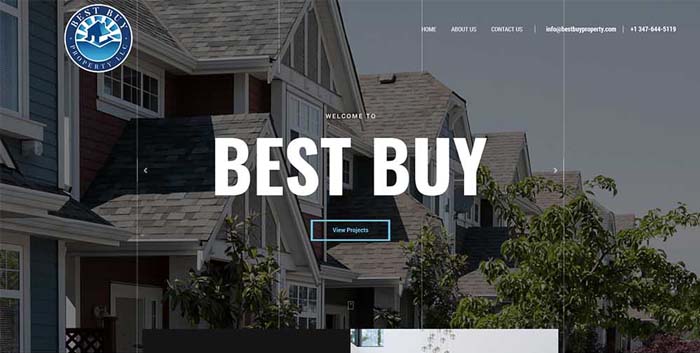 BEST BUY
PROPERTY LLC
HOME
ABOUT US
CONTACT US
info@bestbuyproperty.com
+1 347-644-5119
WELCOME TO
BEST BUY
View Projects